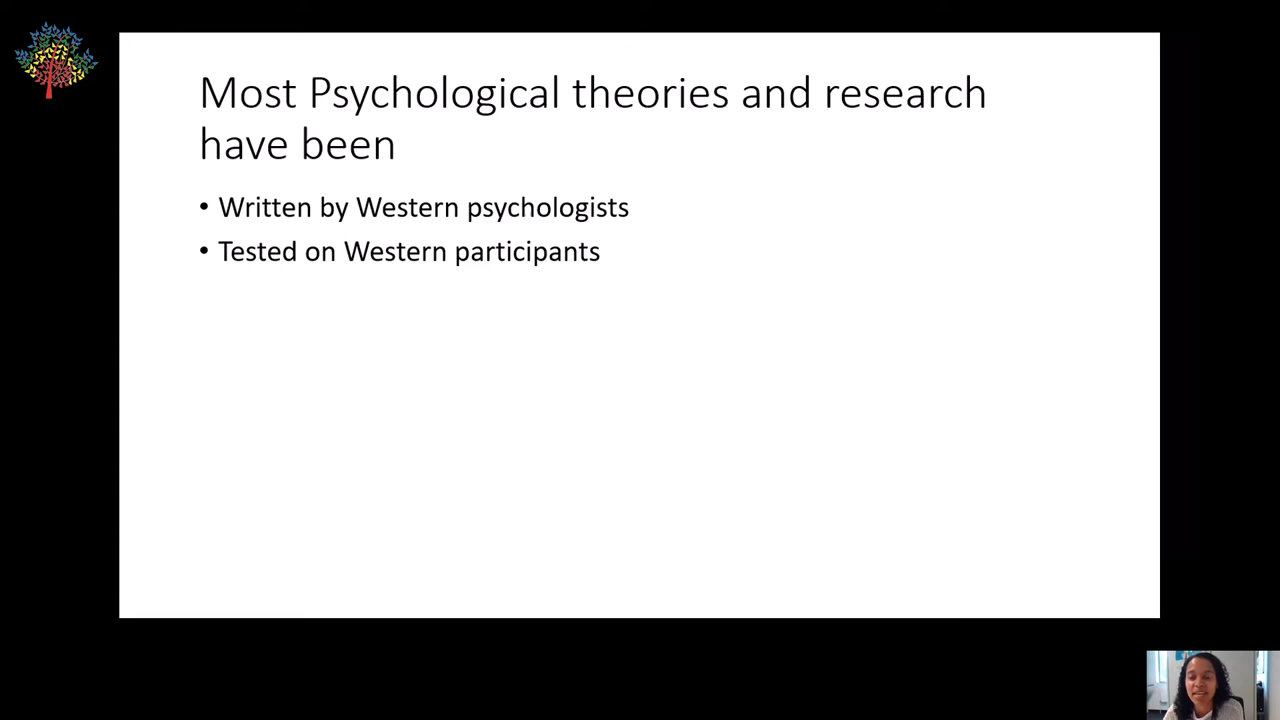 Most Psychological theories and research
have been
• Written by Western psychologists
• Tested on Western participants